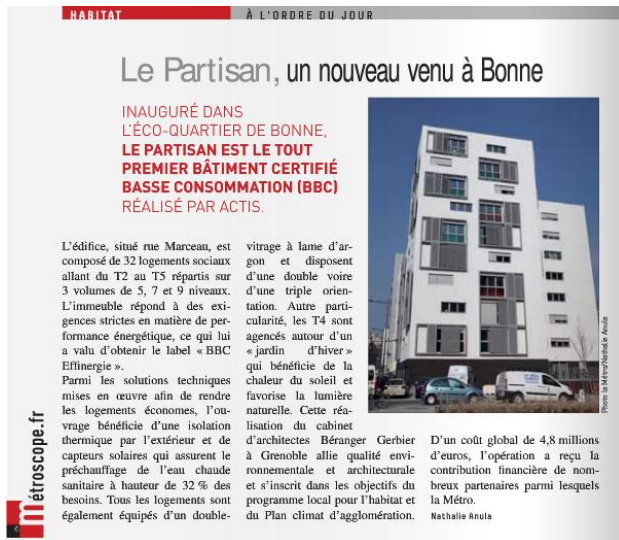 HABITAT
À L'ORDRE DU JOUR
Le Partisan, un nouveau venu à Bonne
INAUGURÉ DANS
L'ÉCO-QUARTIER DE BONNE,
LE PARTISAN EST LE TOUT
PREMIER BÂTIMENT CERTIFIÉ
BASSE CONSOMMATION (BBC)
RÉALISÉ PAR ACTIS.
L'édifice, situé rue Marceau, est
composé de 32 logements sociaux
allant du T2 au T5 répartis sur
3 volumes de 5, 7 et 9 niveaux.
L'immeuble répond à des exi-
gences strictes en matière de per-
formance énergétique, ce qui lui
a valu d'obtenir le label « BBC
Effinergie ».
Parmi les solutions techniques
mises en œuvre afin de rendre
les logements économes, l'ou-
vrage bénéficie d'une isolation
thermique par l'extérieur et de
capteurs solaires qui assurent le
préchauffage de l'eau chaude
sanitaire à hauteur de 32 % des
besoins. Tous les logements sont
également équipés d'un double-
vitrage à lame d'ar-
gon et disposent
d'une double voire
d'une triple orien-
tation. Autre parti-
cularité, les T4 sont
agencés autour d'un
« jardin d'hiver »
qui bénéficie de la
chaleur du soleil et
favorise la lumière
naturelle. Cette réa-
lisation du cabinet
d'architectes Béranger Gerbier
à Grenoble allie qualité envi-
ronnementale et architecturale
et s'inscrit dans les objectifs du
programme local pour l'habitat et
du Plan climat d'agglomération.
Photo la Métro/Nathalie Anula
D'un coût global de 4,8 millions
d'euros, l'opération a reçu la
contribution financière de nom-
breux partenaires parmi lesquels
la Métro.
Nathalie Anula
métroscope.fr